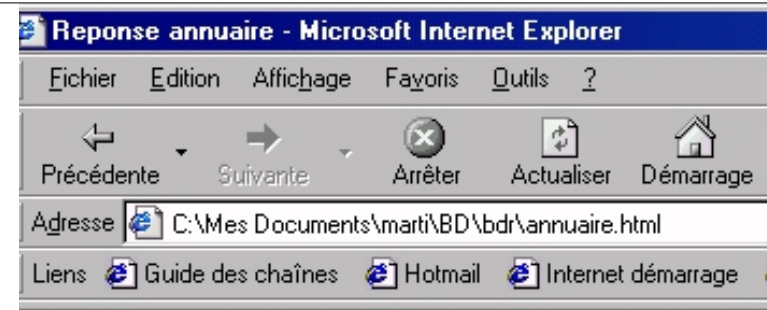 Reponse annuaire - Microsoft Internet Explorer
Fichier Edition Affichage Favoris Outils ?
Précédente Suivante Arrêter Actualiser Démarrage
Adresse C:\Mes Documents\marti\BD\bdr\annuaire.html
Liens Guide des chaînes Hotmail Internet démarrage